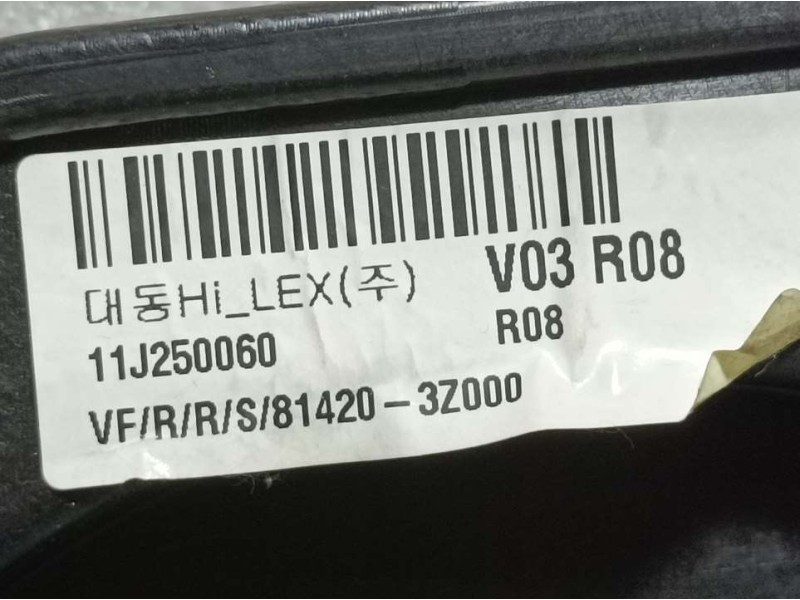 대동Hi_LEX(주) V03 R08
11J250060 R08
VF/R/R/S/81420-3Z000